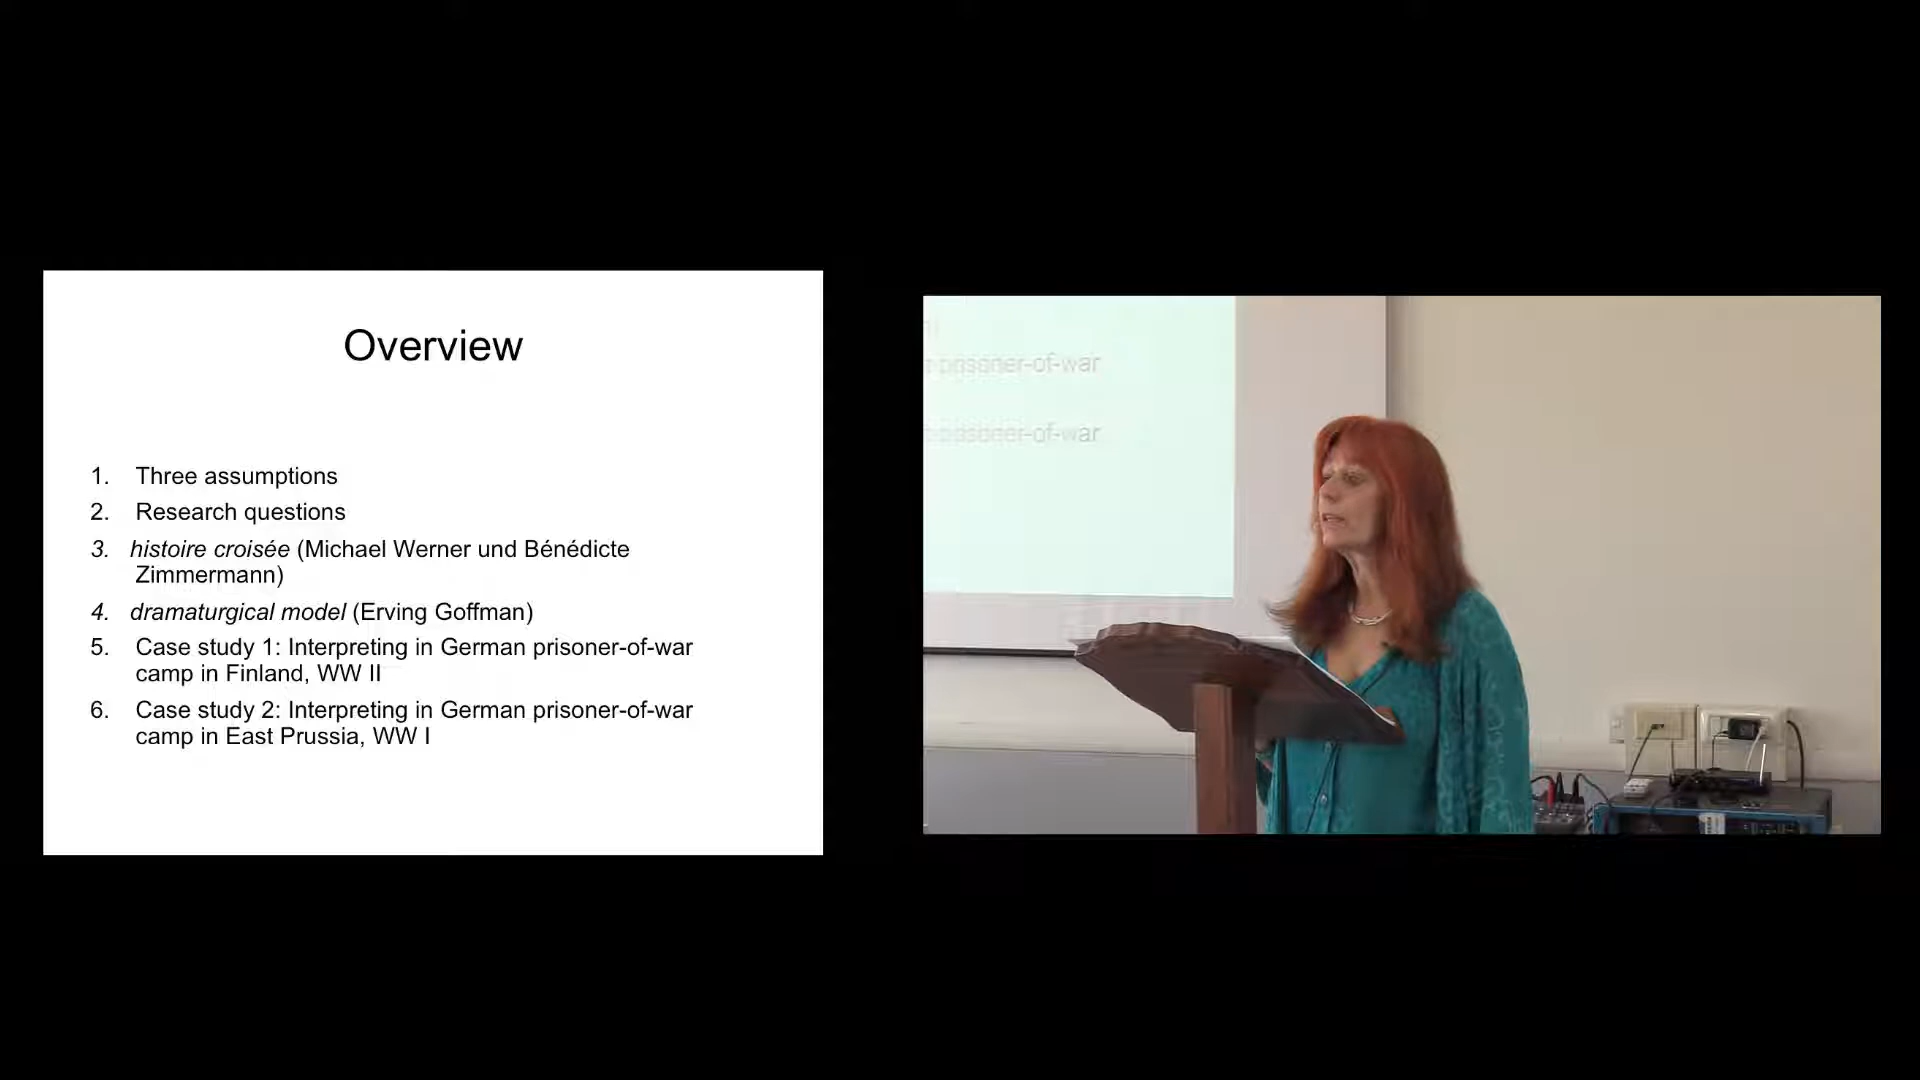 Overview
1. Three assumptions
2. Research questions
3. histoire croisée (Michael Werner und Bénédicte
Zimmermann)
4. dramaturgical model (Erving Goffman)
5. Case study 1: Interpreting in German prisoner-of-war
camp in Finland, WW II
6. Case study 2: Interpreting in German prisoner-of-war
camp in East Prussia, WW I
prisoner-of-war
prisoner-of-war